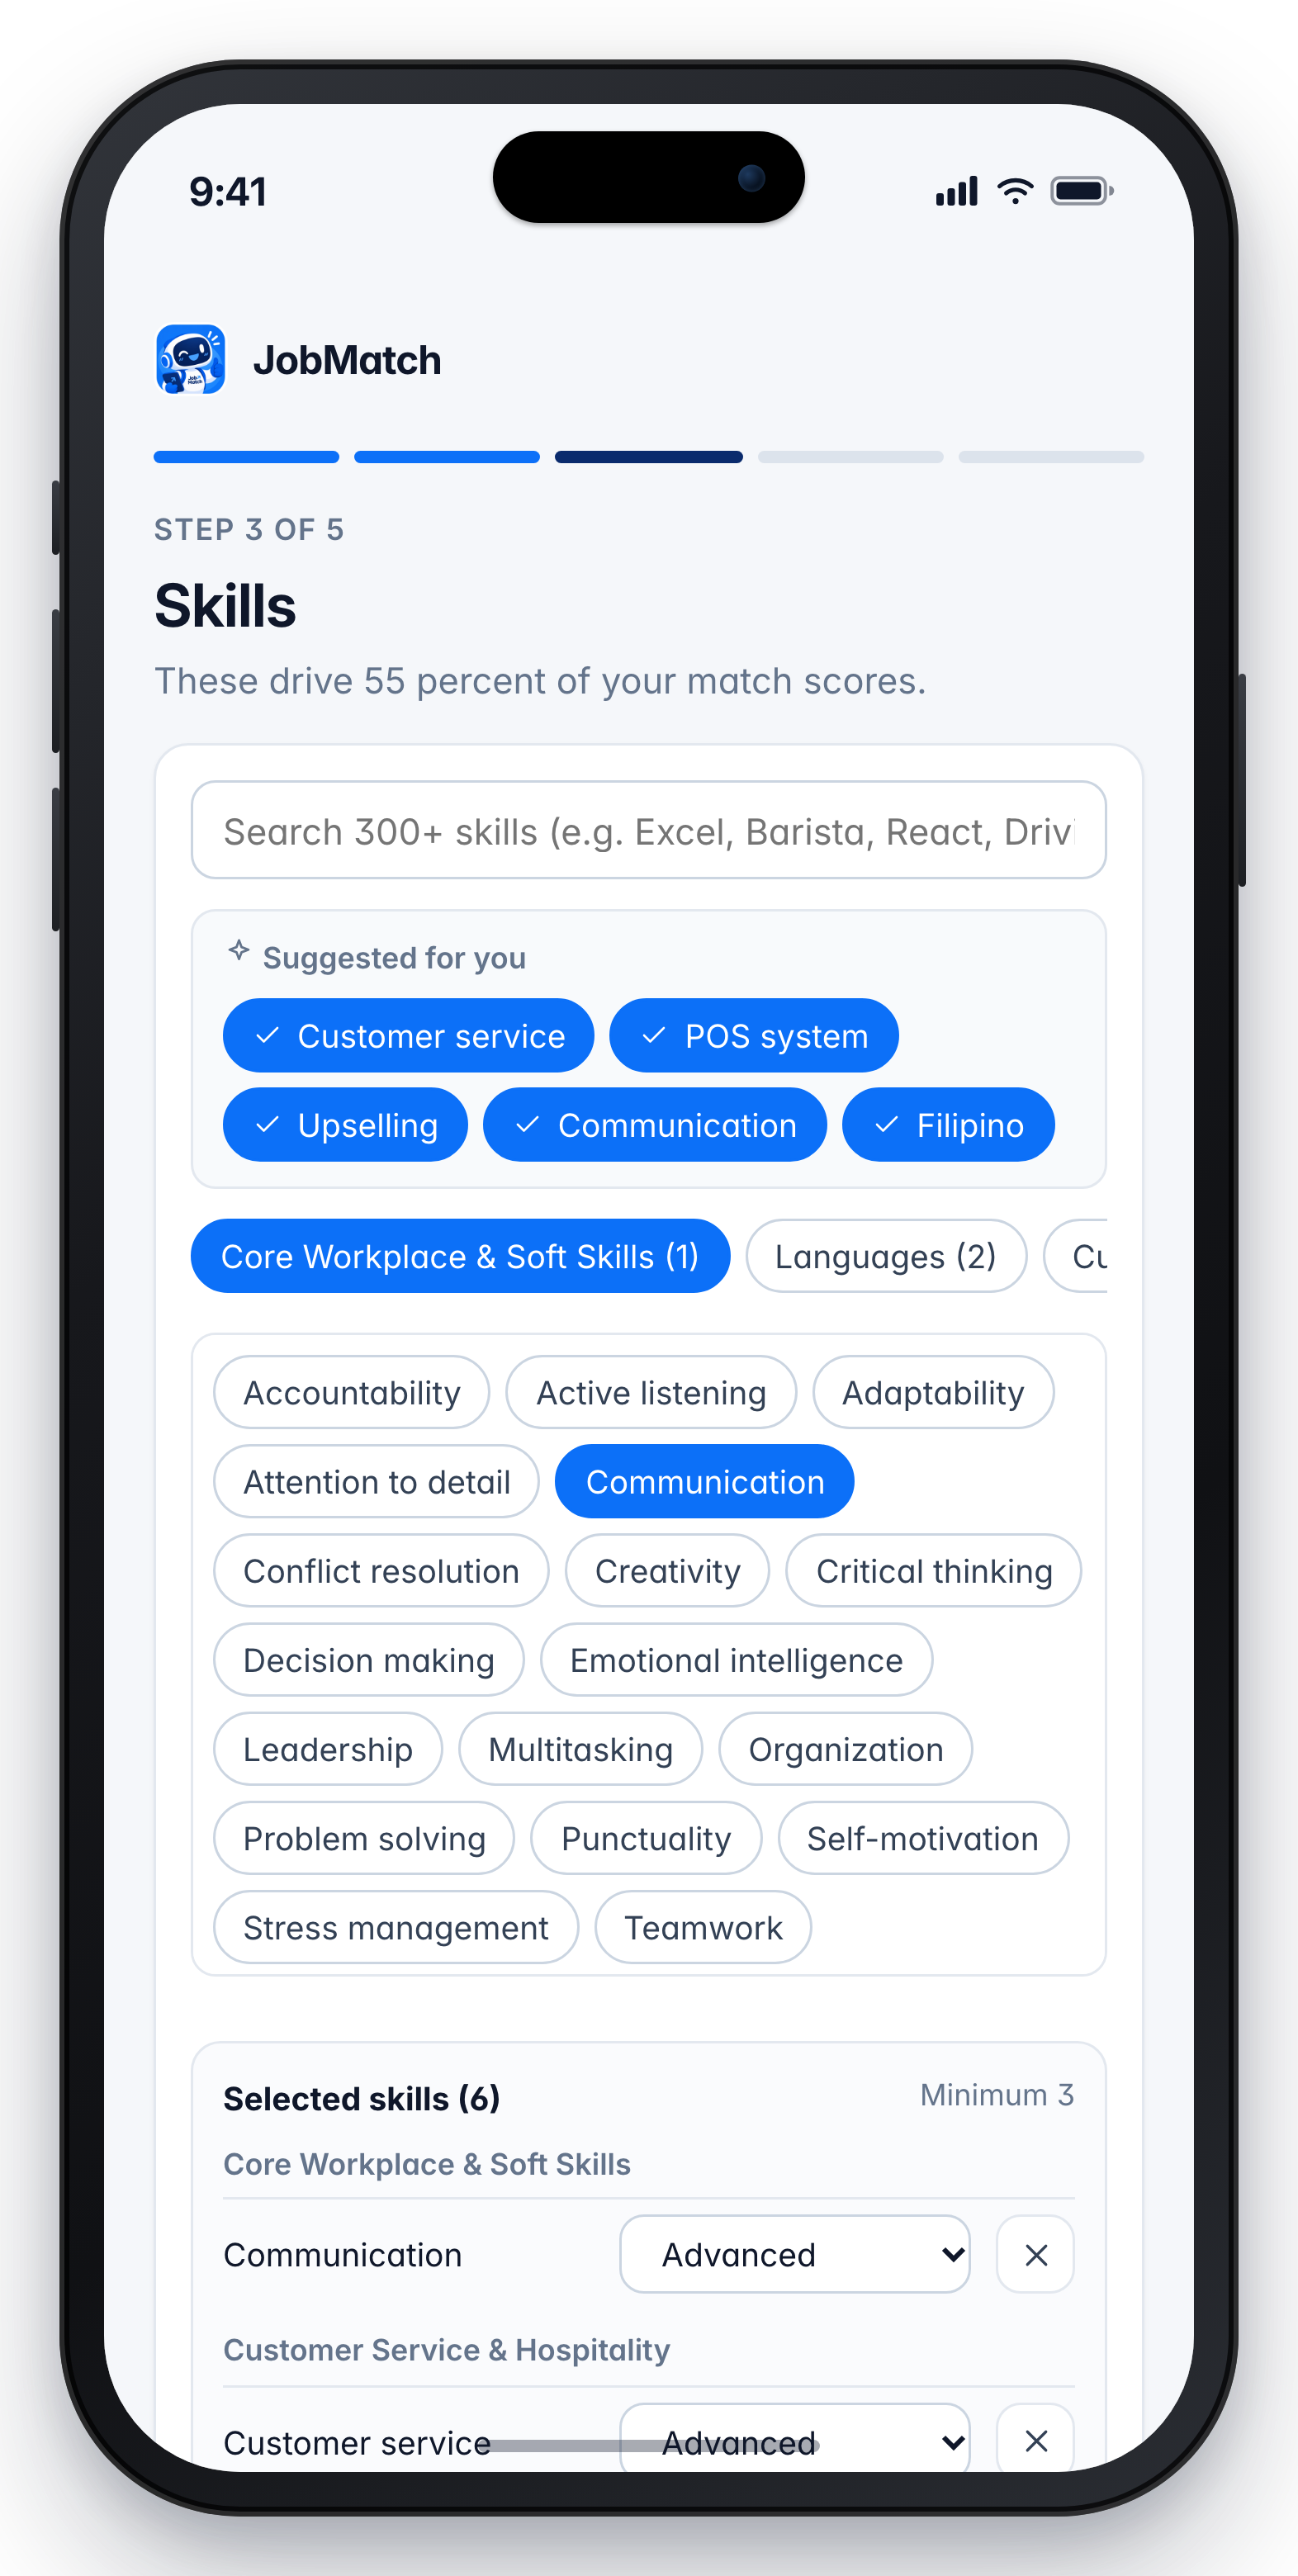 9:41
JobMatch
STEP 3 OF 5
Skills
These drive 55 percent of your match scores.
Search 300+ skills (e.g. Excel, Barista, React, Drivi
Suggested for you
Customer service POS system
Upselling Communication Filipino
Core Workplace & Soft Skills (1) Languages (2) Cu
Accountability Active listening Adaptability
Attention to detail Communication
Conflict resolution Creativity Critical thinking
Decision making Emotional intelligence
Leadership Multitasking Organization
Problem solving Punctuality Self-motivation
Stress management Teamwork
Selected skills (6) Minimum 3
Core Workplace & Soft Skills
Communication Advanced
Customer Service & Hospitality
Customer service Advanced